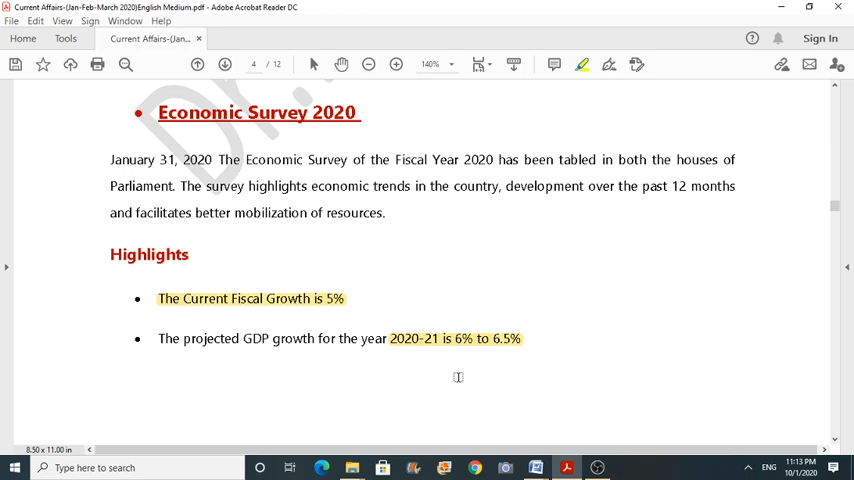 Current Affairs-(Jan-Feb-March 2020)English Medium.pdf - Adobe Acrobat Reader DC
File Edit View Sign Window Help
Home Tools Current Affairs-(Jan... × Sign In
4 / 12 140%
• Economic Survey 2020
January 31, 2020 The Economic Survey of the Fiscal Year 2020 has been tabled in both the houses of
Parliament. The survey highlights economic trends in the country, development over the past 12 months
and facilitates better mobilization of resources.
Highlights
• The Current Fiscal Growth is 5%
• The projected GDP growth for the year 2020-21 is 6% to 6.5%
8.50 x 11.00 in
Type here to search
ENG
11:13 PM
10/1/2020